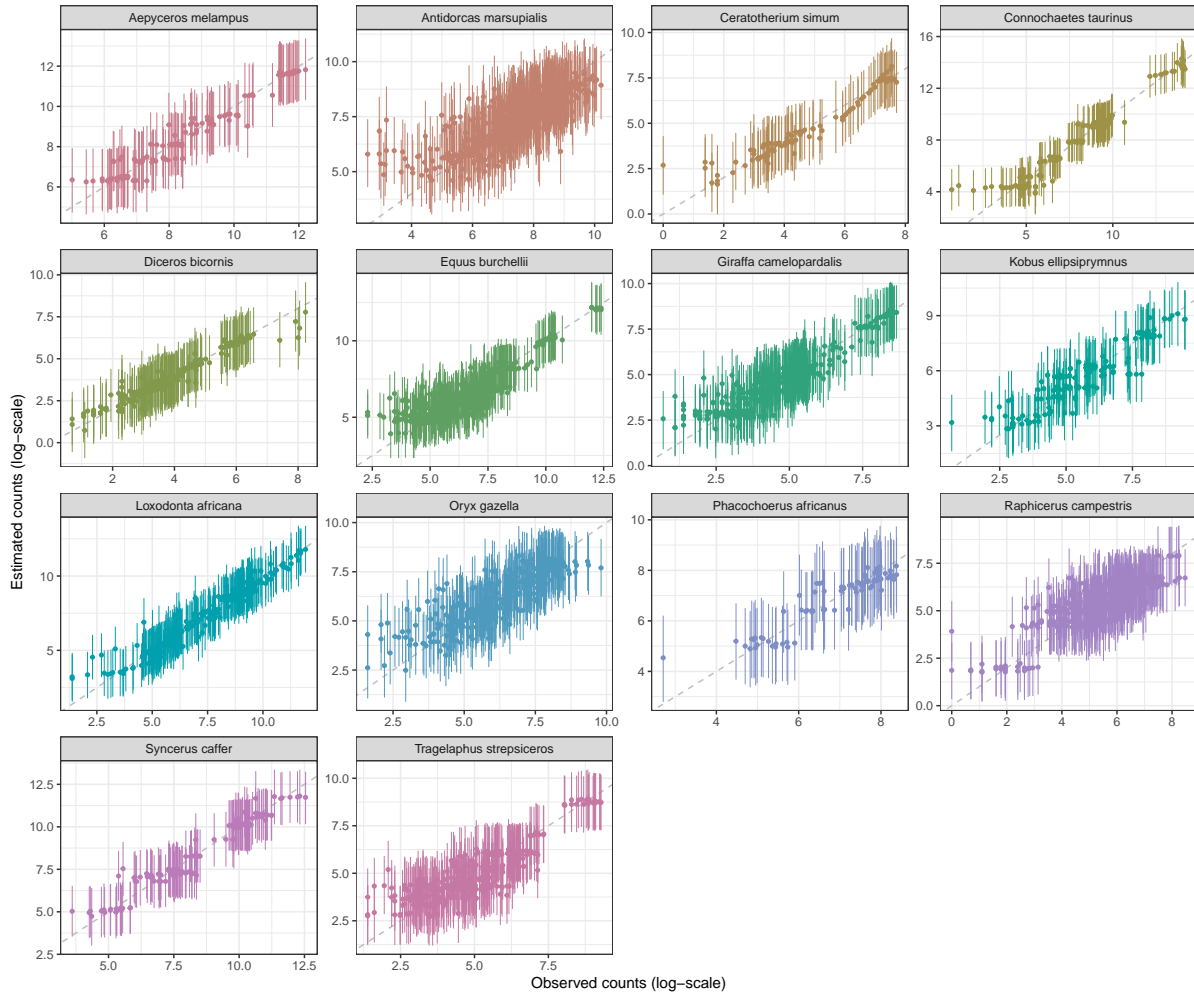 Aepyceros melampus
Antidorcas marsupialis
Ceratotherium simum
Connochaetes taurinus
6 8 10 12
6 8 10 12
5.0 7.5 10.0
4 6 8 10
0.0 2.5 5.0 7.5
0 2 4 6 8
4 8 12 16
5 10
Diceros bicornis
Equus burchellii
Giraffa camelopardalis
Kobus ellipsiprymnus
0.0 2.5 5.0 7.5 10.0
2 4 6 8
5 10
2.5 5.0 7.5 10.0 12.5
0.0 2.5 5.0 7.5 10.0
2.5 5.0 7.5
3 6 9
2.5 5.0 7.5
Loxodonta africana
Oryx gazella
Phacochoerus africanus
Raphicerus campestris
5 10
2.5 5.0 7.5 10.0
2.5 5.0 7.5 10.0
2.5 5.0 7.5 10.0
4 6 8 10
4 6 8
0.0 2.5 5.0 7.5
0 2 4 6 8
Syncerus caffer
Tragelaphus strepsiceros
2.5 5.0 7.5 10.0 12.5
5.0 7.5 10.0 12.5
2.5 5.0 7.5 10.0
2.5 5.0 7.5
Estimated counts (log−scale)
Observed counts (log−scale)